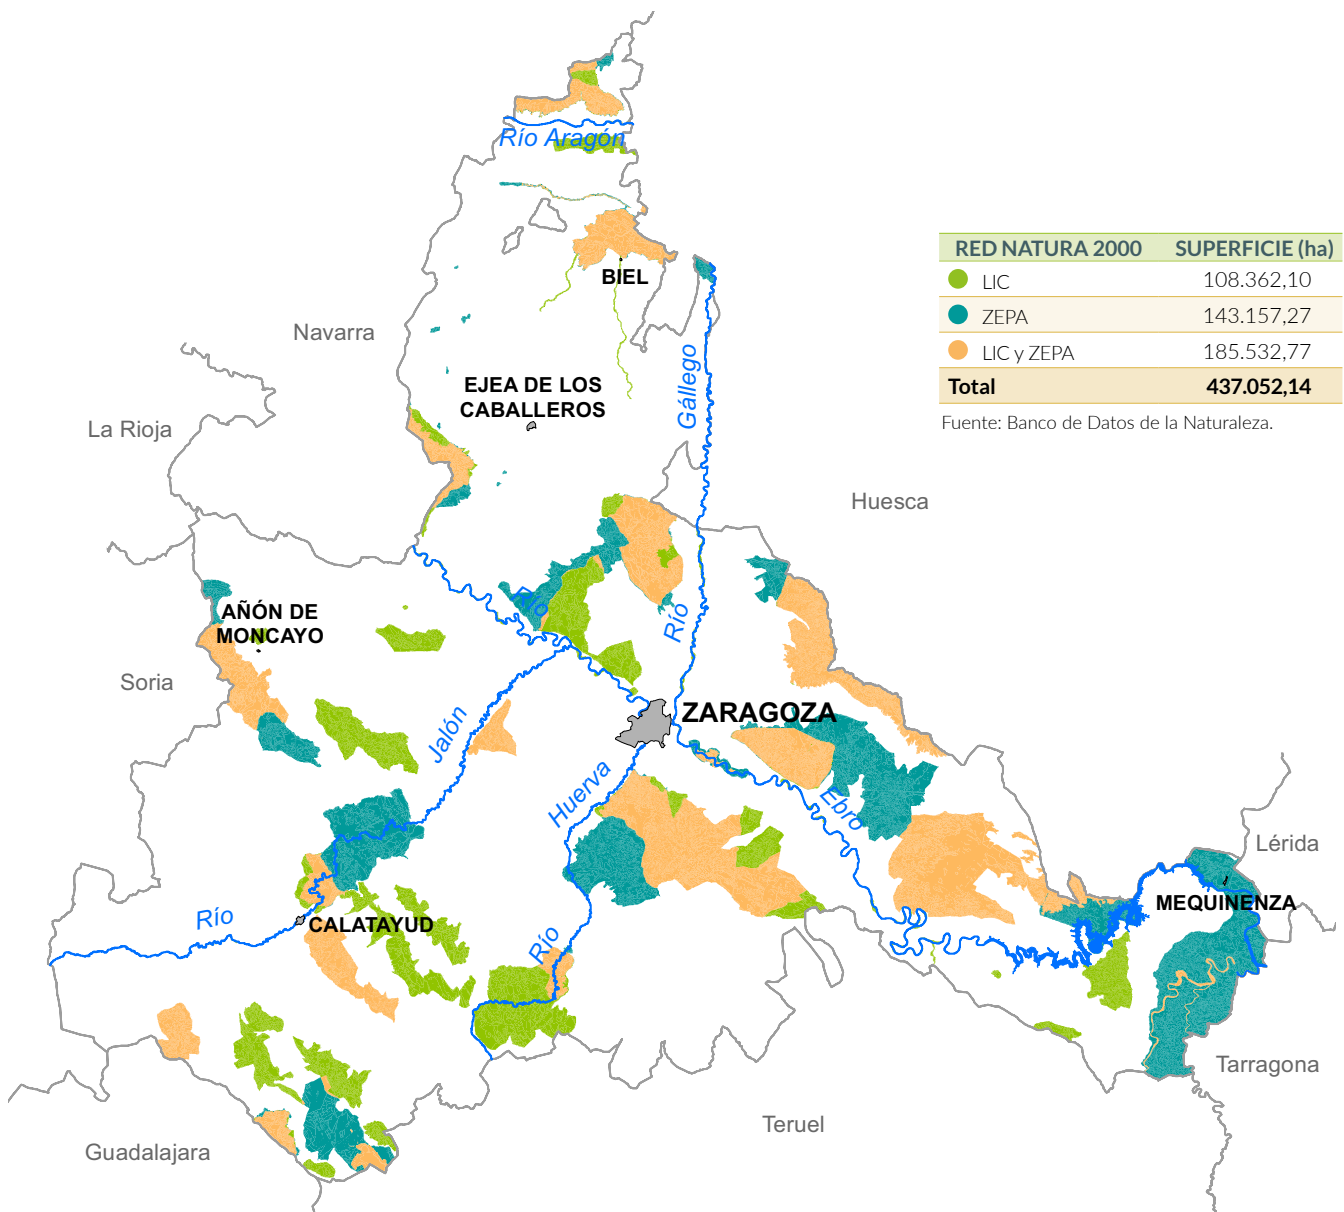 Río Aragón
BIEL
Navarra
EJEA DE LOS
CABALLEROS
Gállego
Río
La Rioja
Huesca
RED NATURA 2000 SUPERFICIE (ha)
LIC 108.362,10
ZEPA 143.157,27
LIC y ZEPA 185.532,77
Total 437.052,14
Fuente: Banco de Datos de la Naturaleza.
Río
AÑÓN DE
MONCAYO
Soria
Jalón
ZARAGOZA
Huerva
Ebro
Lérida
MEQUINENZA
Río
CALATAYUD
Río
Tarragona
Teruel
Guadalajara